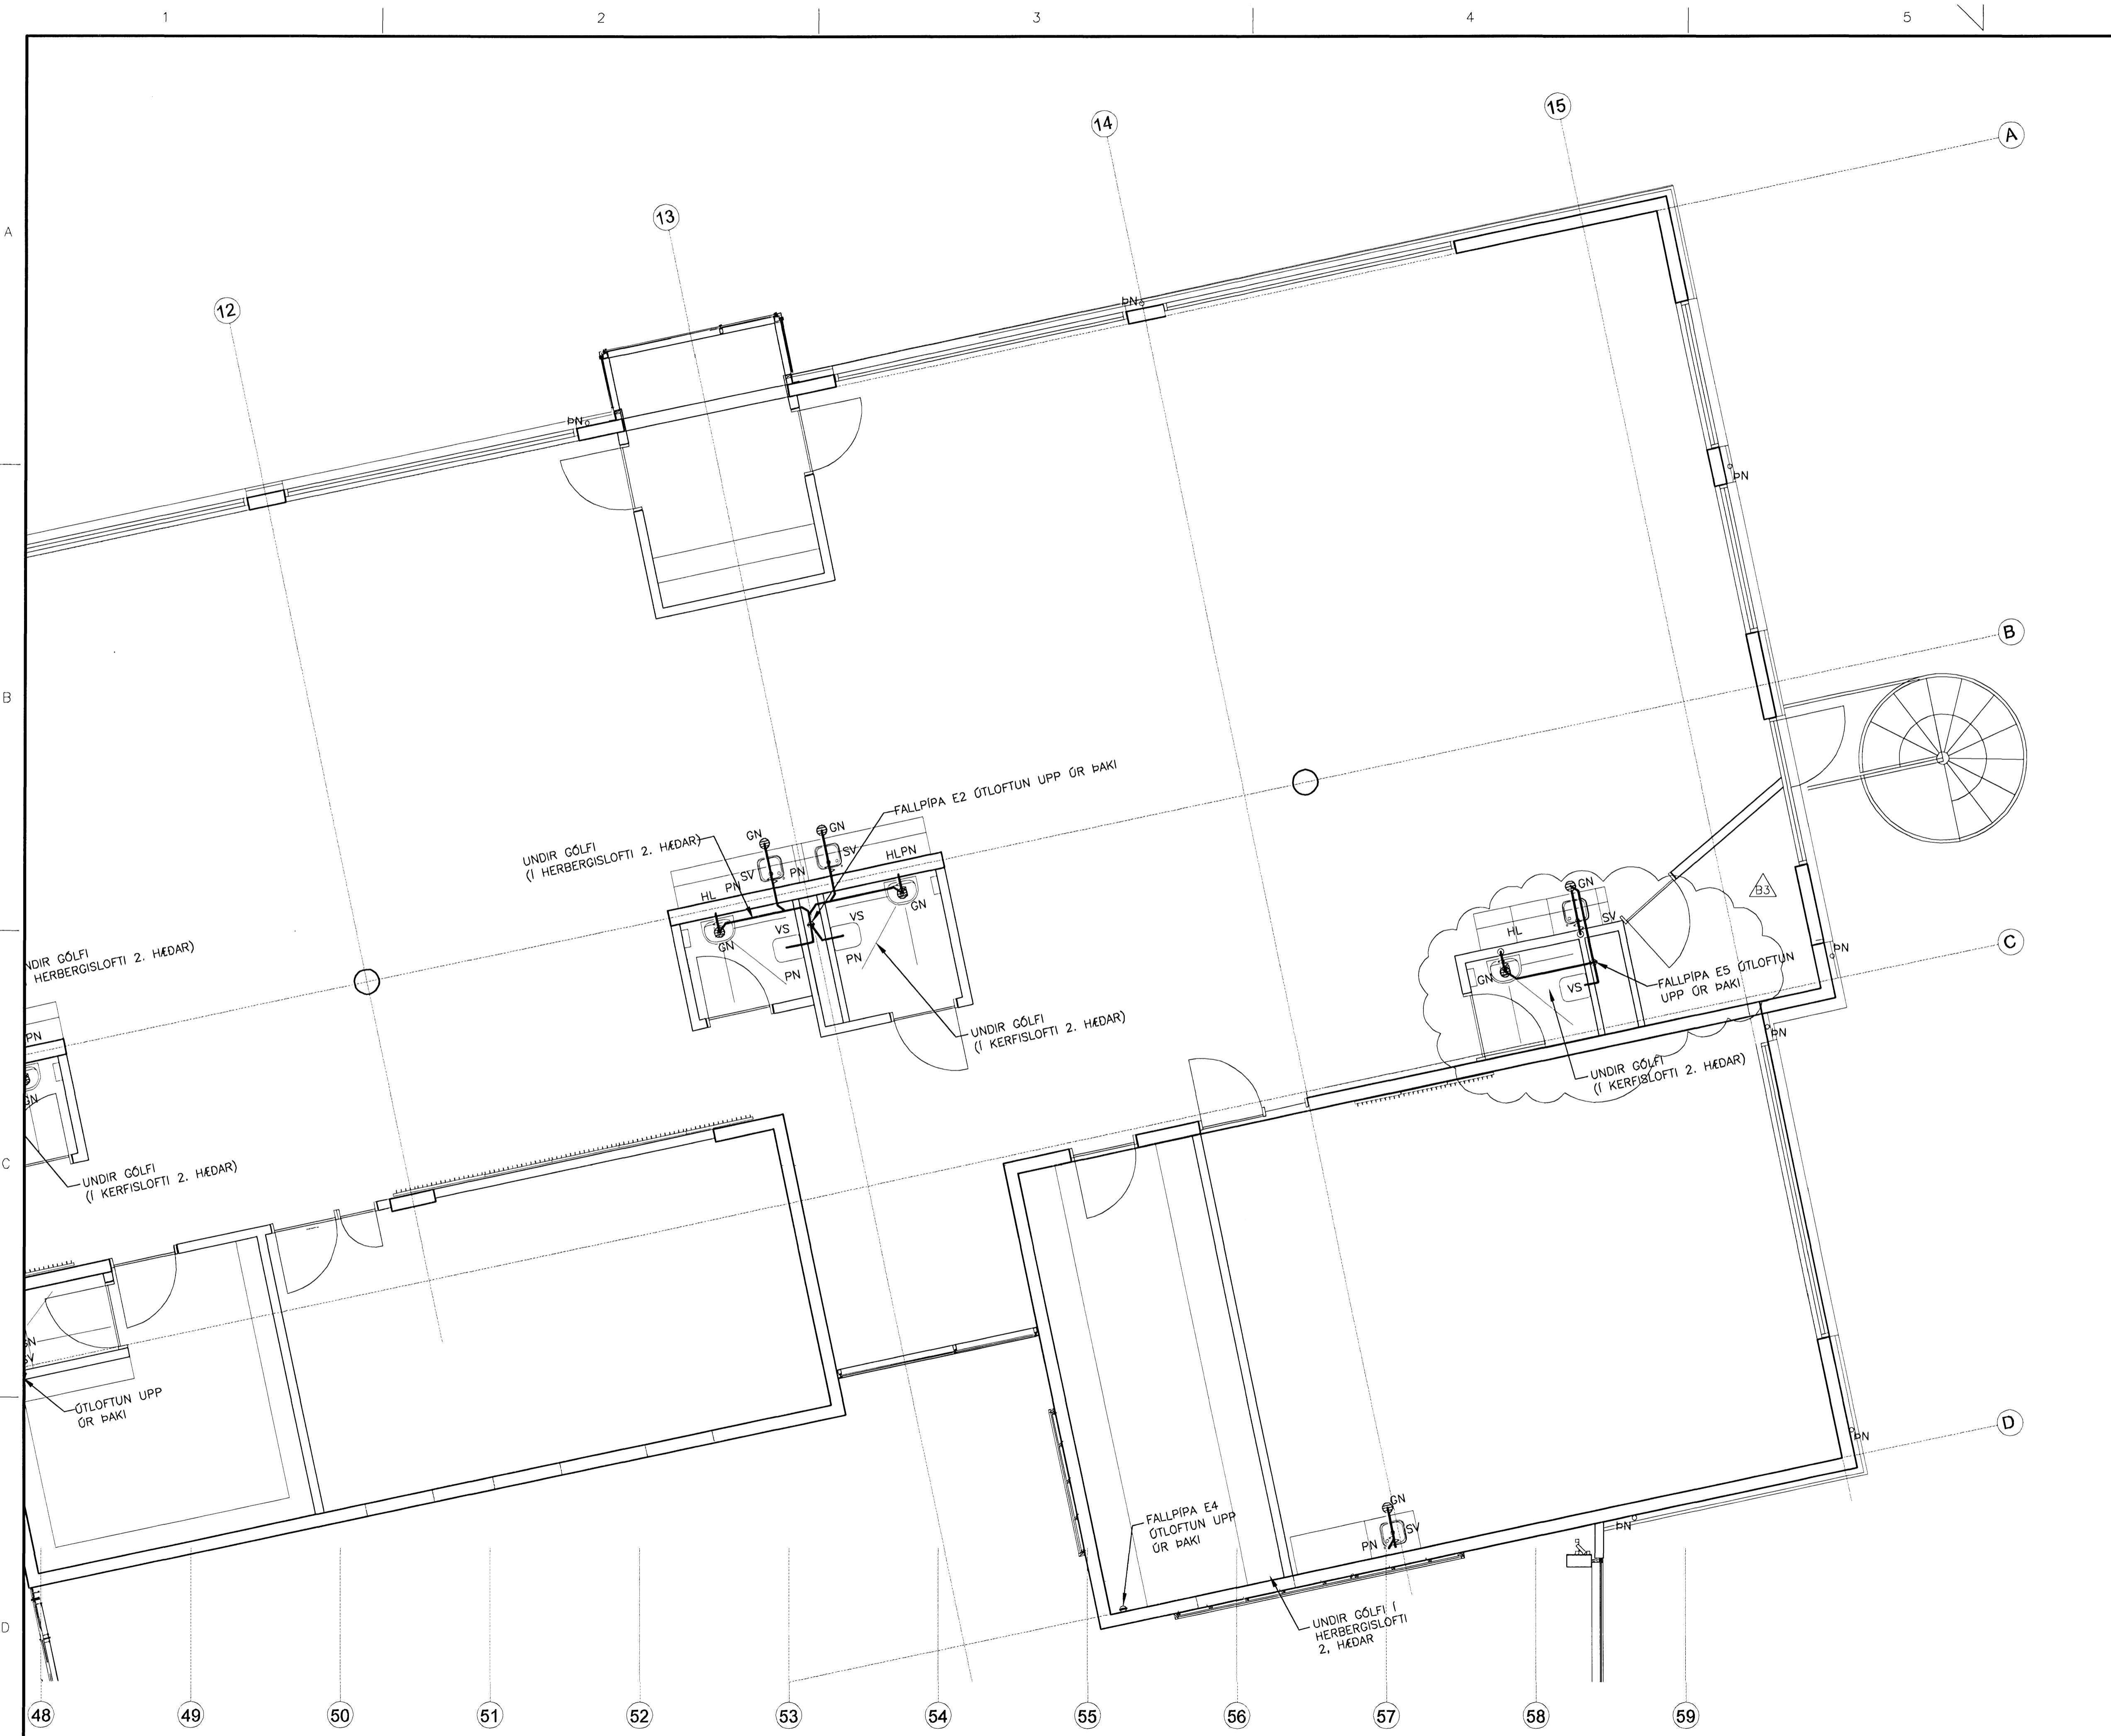 1 2 3 4 5
15
14
A
13
A
12
ÞN
ÞN
ÞN
B
B
FALLPÍPA E2 ÚTLOFTUN UPP ÚR ÞAKI
GN
GN
UNDIR GÓLFI
(Í HERBERGISLOFTI 2. HÆÐAR)
SV
SV
PN
PN
HL
HL
PN
GN
B3
VS
VS
GN
GN
SV
HL
GN
PN
PN
VS
ÞN
C
FALLPÍPA E5 ÚTLOFTUN
UPP ÚR ÞAKI
NDIR GÓLFI
HERBERGISLOFTI 2. HÆÐAR)
PN
GN
UNDIR GÓLFI
(Í KERFISLOFTI 2. HÆÐAR)
ÞN
UNDIR GÓLFI
(Í KERFISLOFTI 2. HÆÐAR)
C
UNDIR GÓLFI
(Í KERFISLOFTI 2. HÆÐAR)
GN
SV
ÚTLOFTUN UPP
ÚR ÞAKI
D
ÞN
FALLPÍPA E4
ÚTLOFTUN UPP
ÚR ÞAKI
GN
SV
PN
ÞN
UNDIR GÓLFI Í
HERBERGISLOFTI
2, HÆÐAR
D
48 49 50 51 52 53 54 55 56 57 58 59